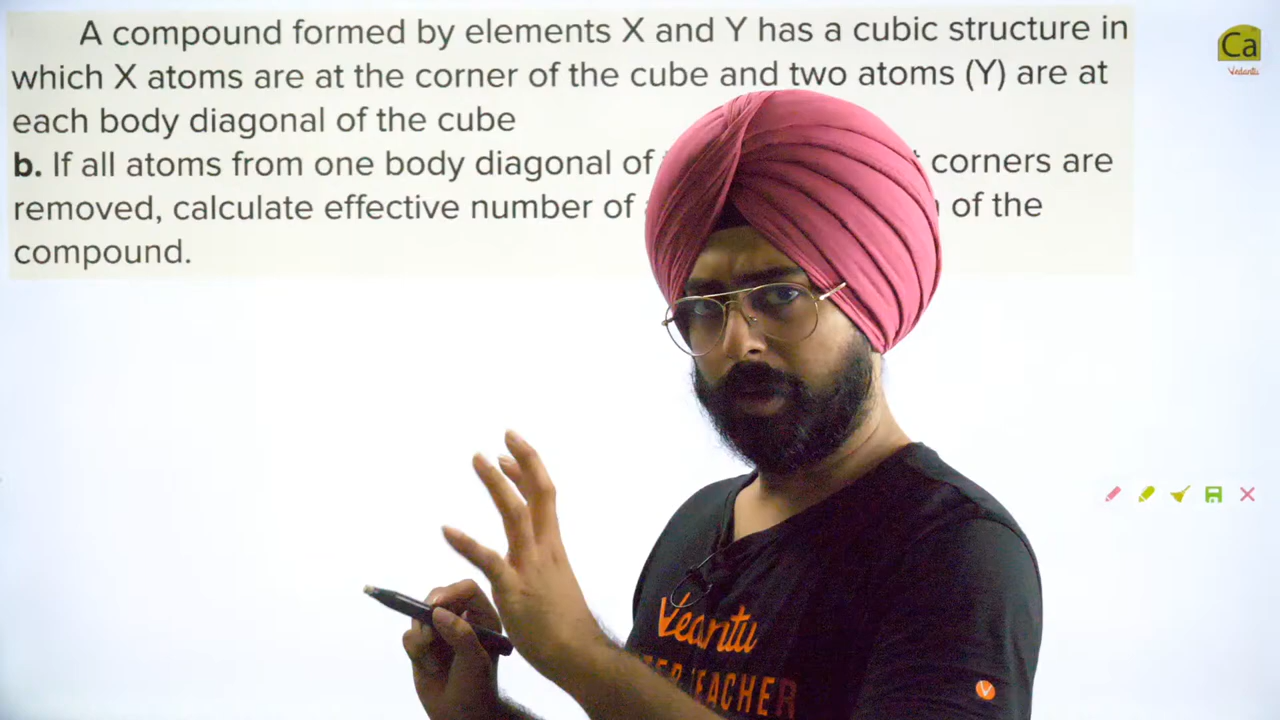 A compound formed by elements X and Y has a cubic structure in
which X atoms are at the corner of the cube and two atoms (Y) are at
each body diagonal of the cube
b. If all atoms from one body diagonal of corners are
removed, calculate effective number of of the
compound.
Ca
Vedantu
Vedantu
TEACHER
V